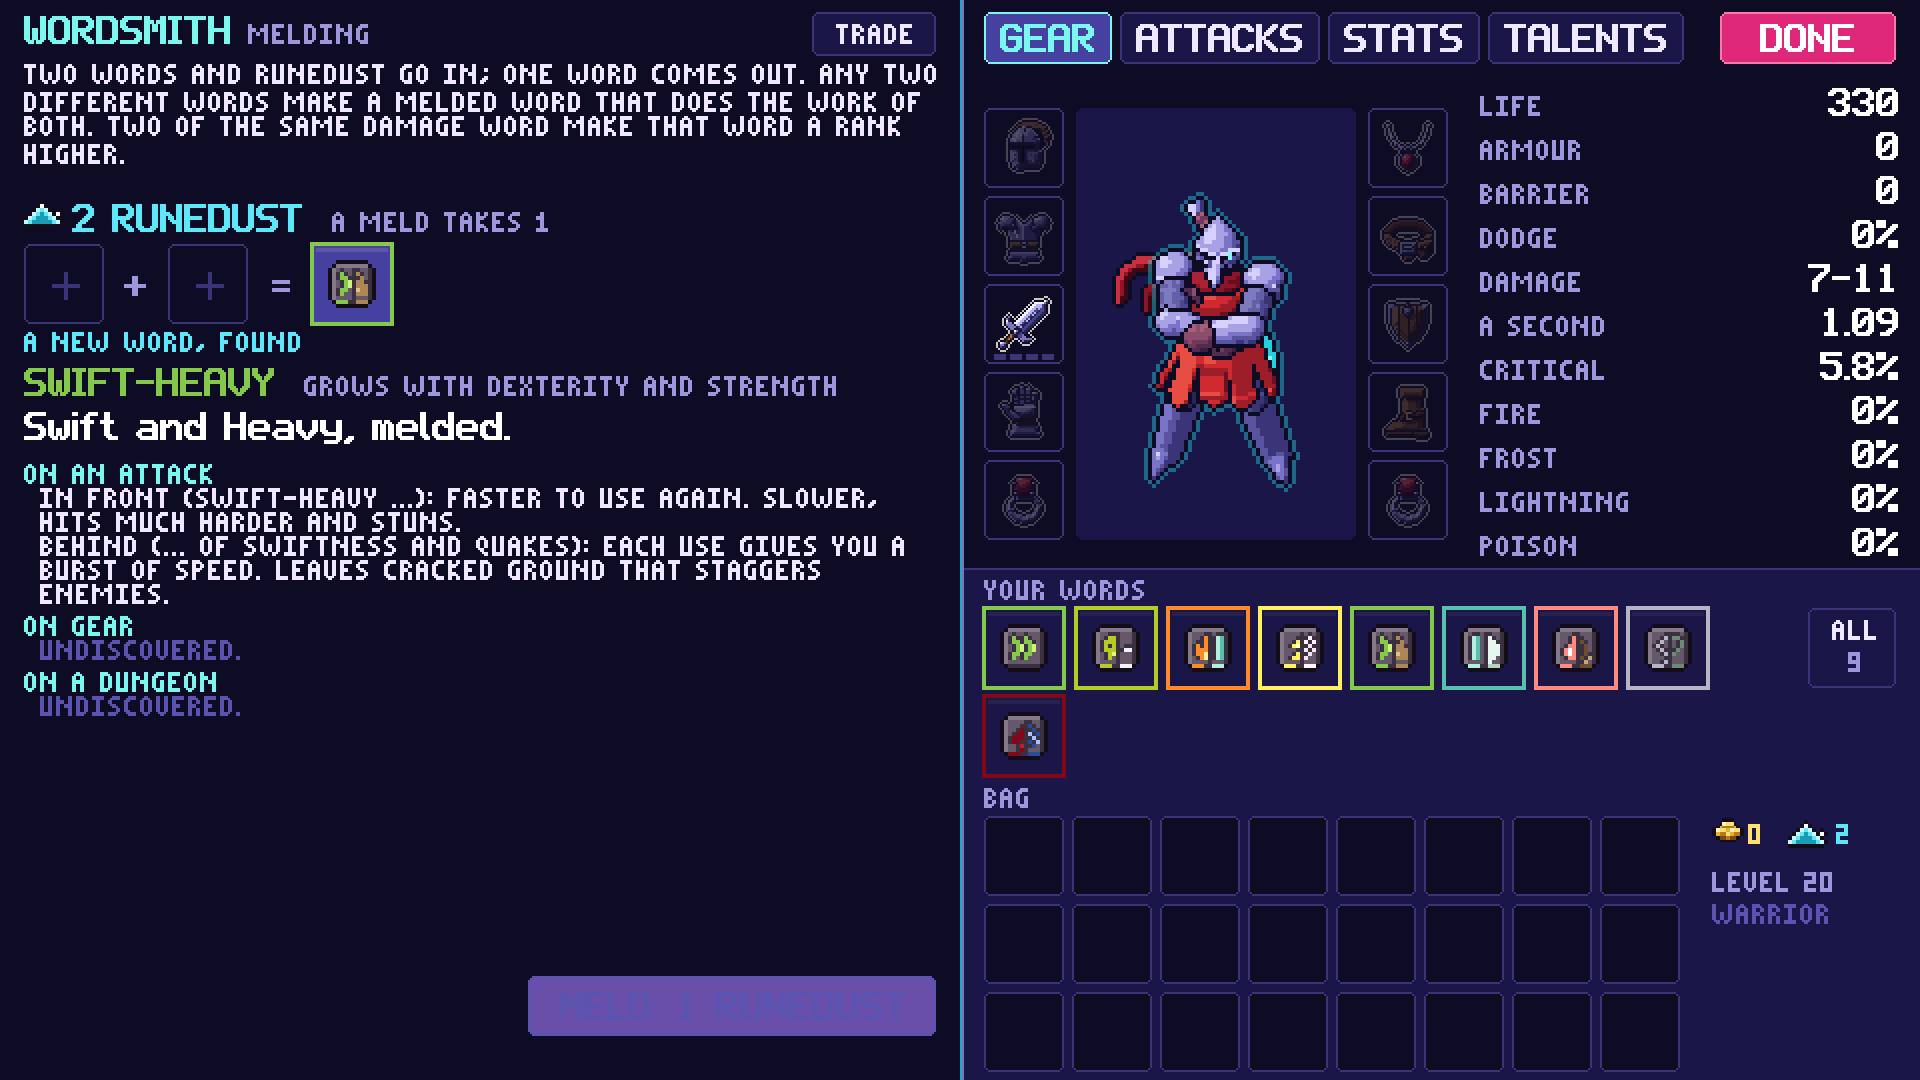 WORDSMITH MELDING
TRADE
TWO WORDS AND RUNEDUST GO IN; ONE WORD COMES OUT. ANY TWO
DIFFERENT WORDS MAKE A MELDED WORD THAT DOES THE WORK OF
BOTH. TWO OF THE SAME DAMAGE WORD MAKE THAT WORD A RANK
HIGHER.
2 RUNEDUST A MELD TAKES 1
+ + + =
A NEW WORD, FOUND
SWIFT-HEAVY GROWS WITH DEXTERITY AND STRENGTH
Swift and Heavy, melded.
ON AN ATTACK
IN FRONT (SWIFT-HEAVY ...): FASTER TO USE AGAIN. SLOWER,
HITS MUCH HARDER AND STUNS.
BEHIND (... OF SWIFTNESS AND QUAKES): EACH USE GIVES YOU A
BURST OF SPEED. LEAVES CRACKED GROUND THAT STAGGERS
ENEMIES.
ON GEAR
UNDISCOVERED.
ON A DUNGEON
UNDISCOVERED.
MELD: 1 RUNEDUST
GEAR ATTACKS STATS TALENTS DONE
LIFE 330
ARMOUR 0
BARRIER 0
DODGE 0%
DAMAGE 7-11
A SECOND 1.09
CRITICAL 5.8%
FIRE 0%
FROST 0%
LIGHTNING 0%
POISON 0%
YOUR WORDS
ALL
9
BAG
0 2
LEVEL 20
WARRIOR